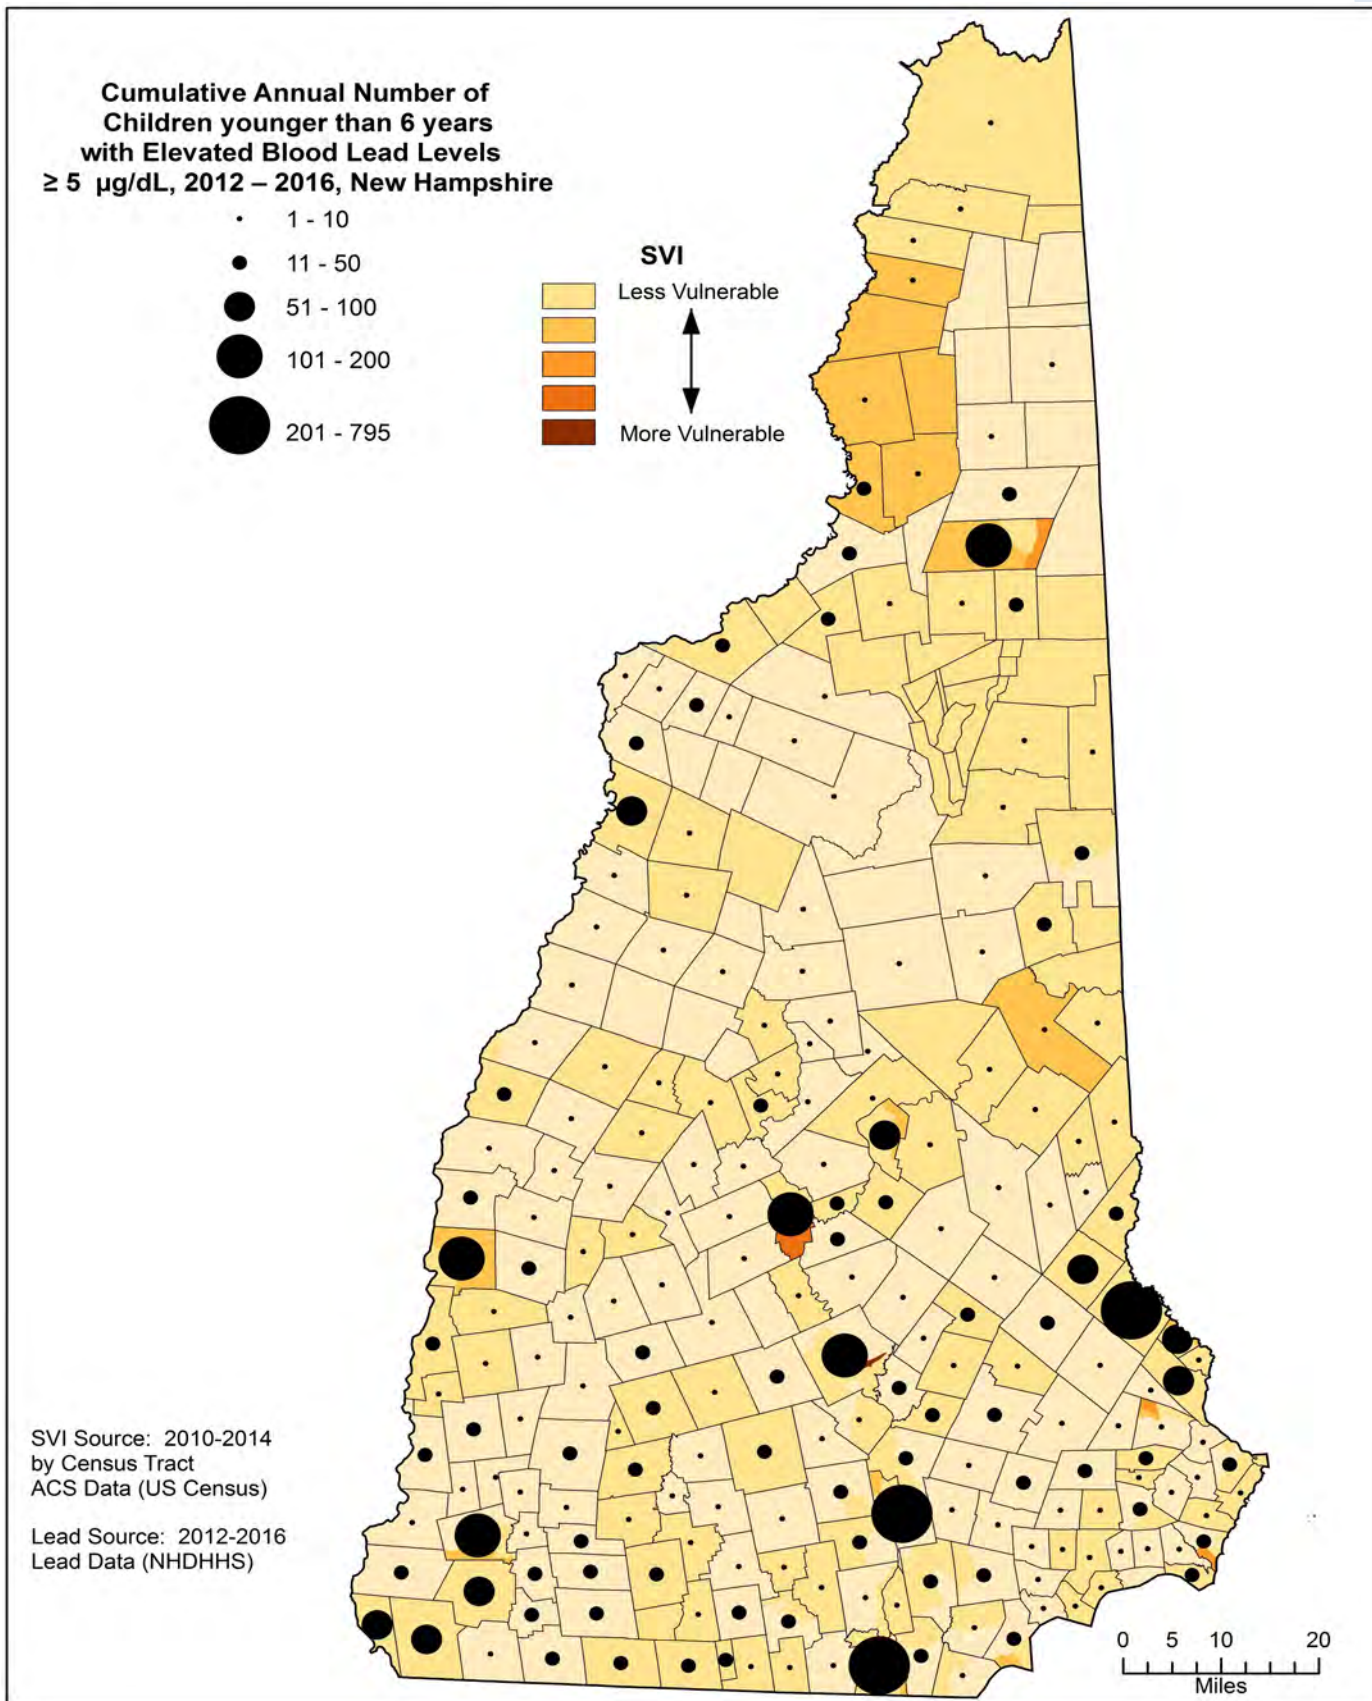 Cumulative Annual Number of
Children younger than 6 years
with Elevated Blood Lead Levels
≥ 5 µg/dL, 2012 – 2016, New Hampshire
1 - 10
11 - 50
51 - 100
101 - 200
201 - 795
SVI
Less Vulnerable
More Vulnerable
SVI Source: 2010-2014
by Census Tract
ACS Data (US Census)
Lead Source: 2012-2016
Lead Data (NHDHHS)
0 5 10 20
Miles